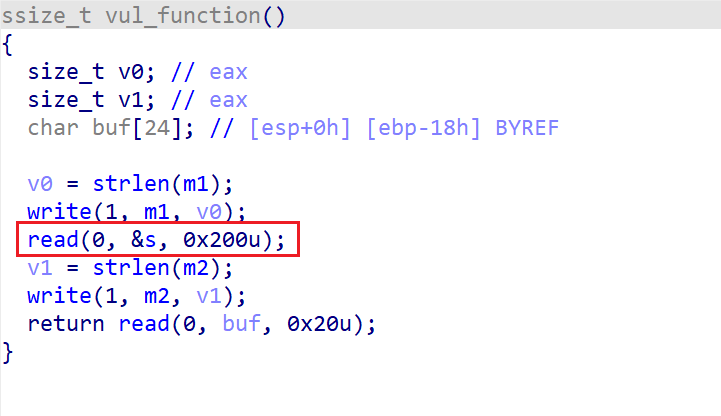 ssize_t vul_function()
{
  size_t v0; // eax
  size_t v1; // eax
  char buf[24]; // [esp+0h] [ebp-18h] BYREF

  v0 = strlen(m1);
  write(1, m1, v0);
  read(0, &s, 0x200u);
  v1 = strlen(m2);
  write(1, m2, v1);
  return read(0, buf, 0x20u);
}